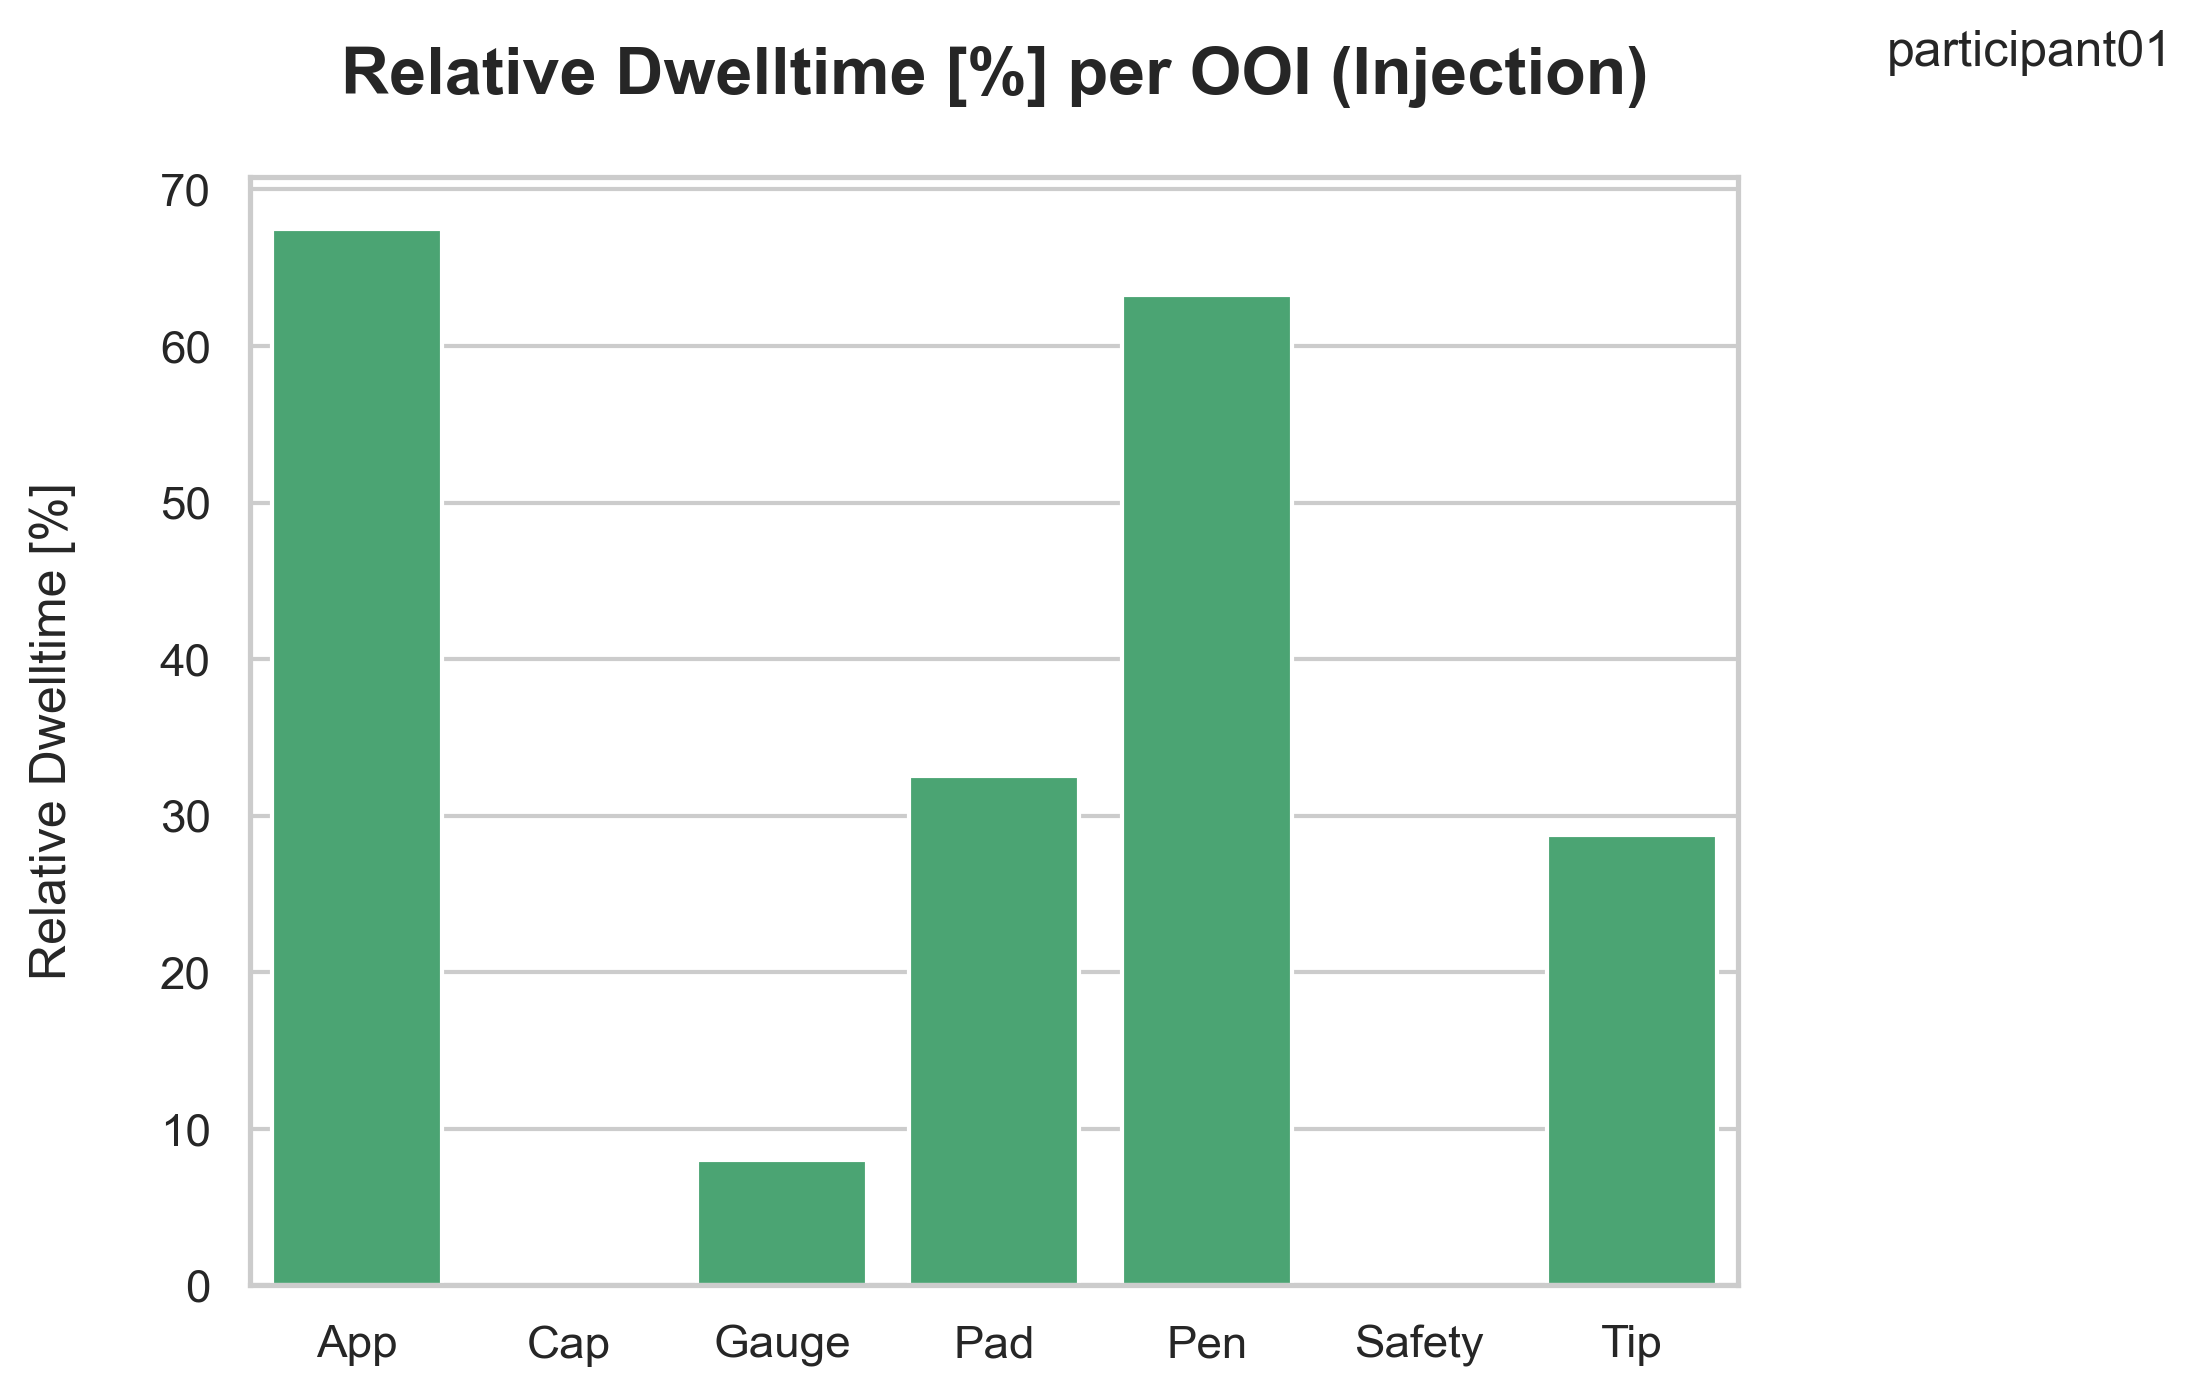 Relative Dwelltime [%] per OOI (Injection)
participant01
Relative Dwelltime [%]
70
60
50
40
30
20
10
0
App
Cap
Gauge
Pad
Pen
Safety
Tip